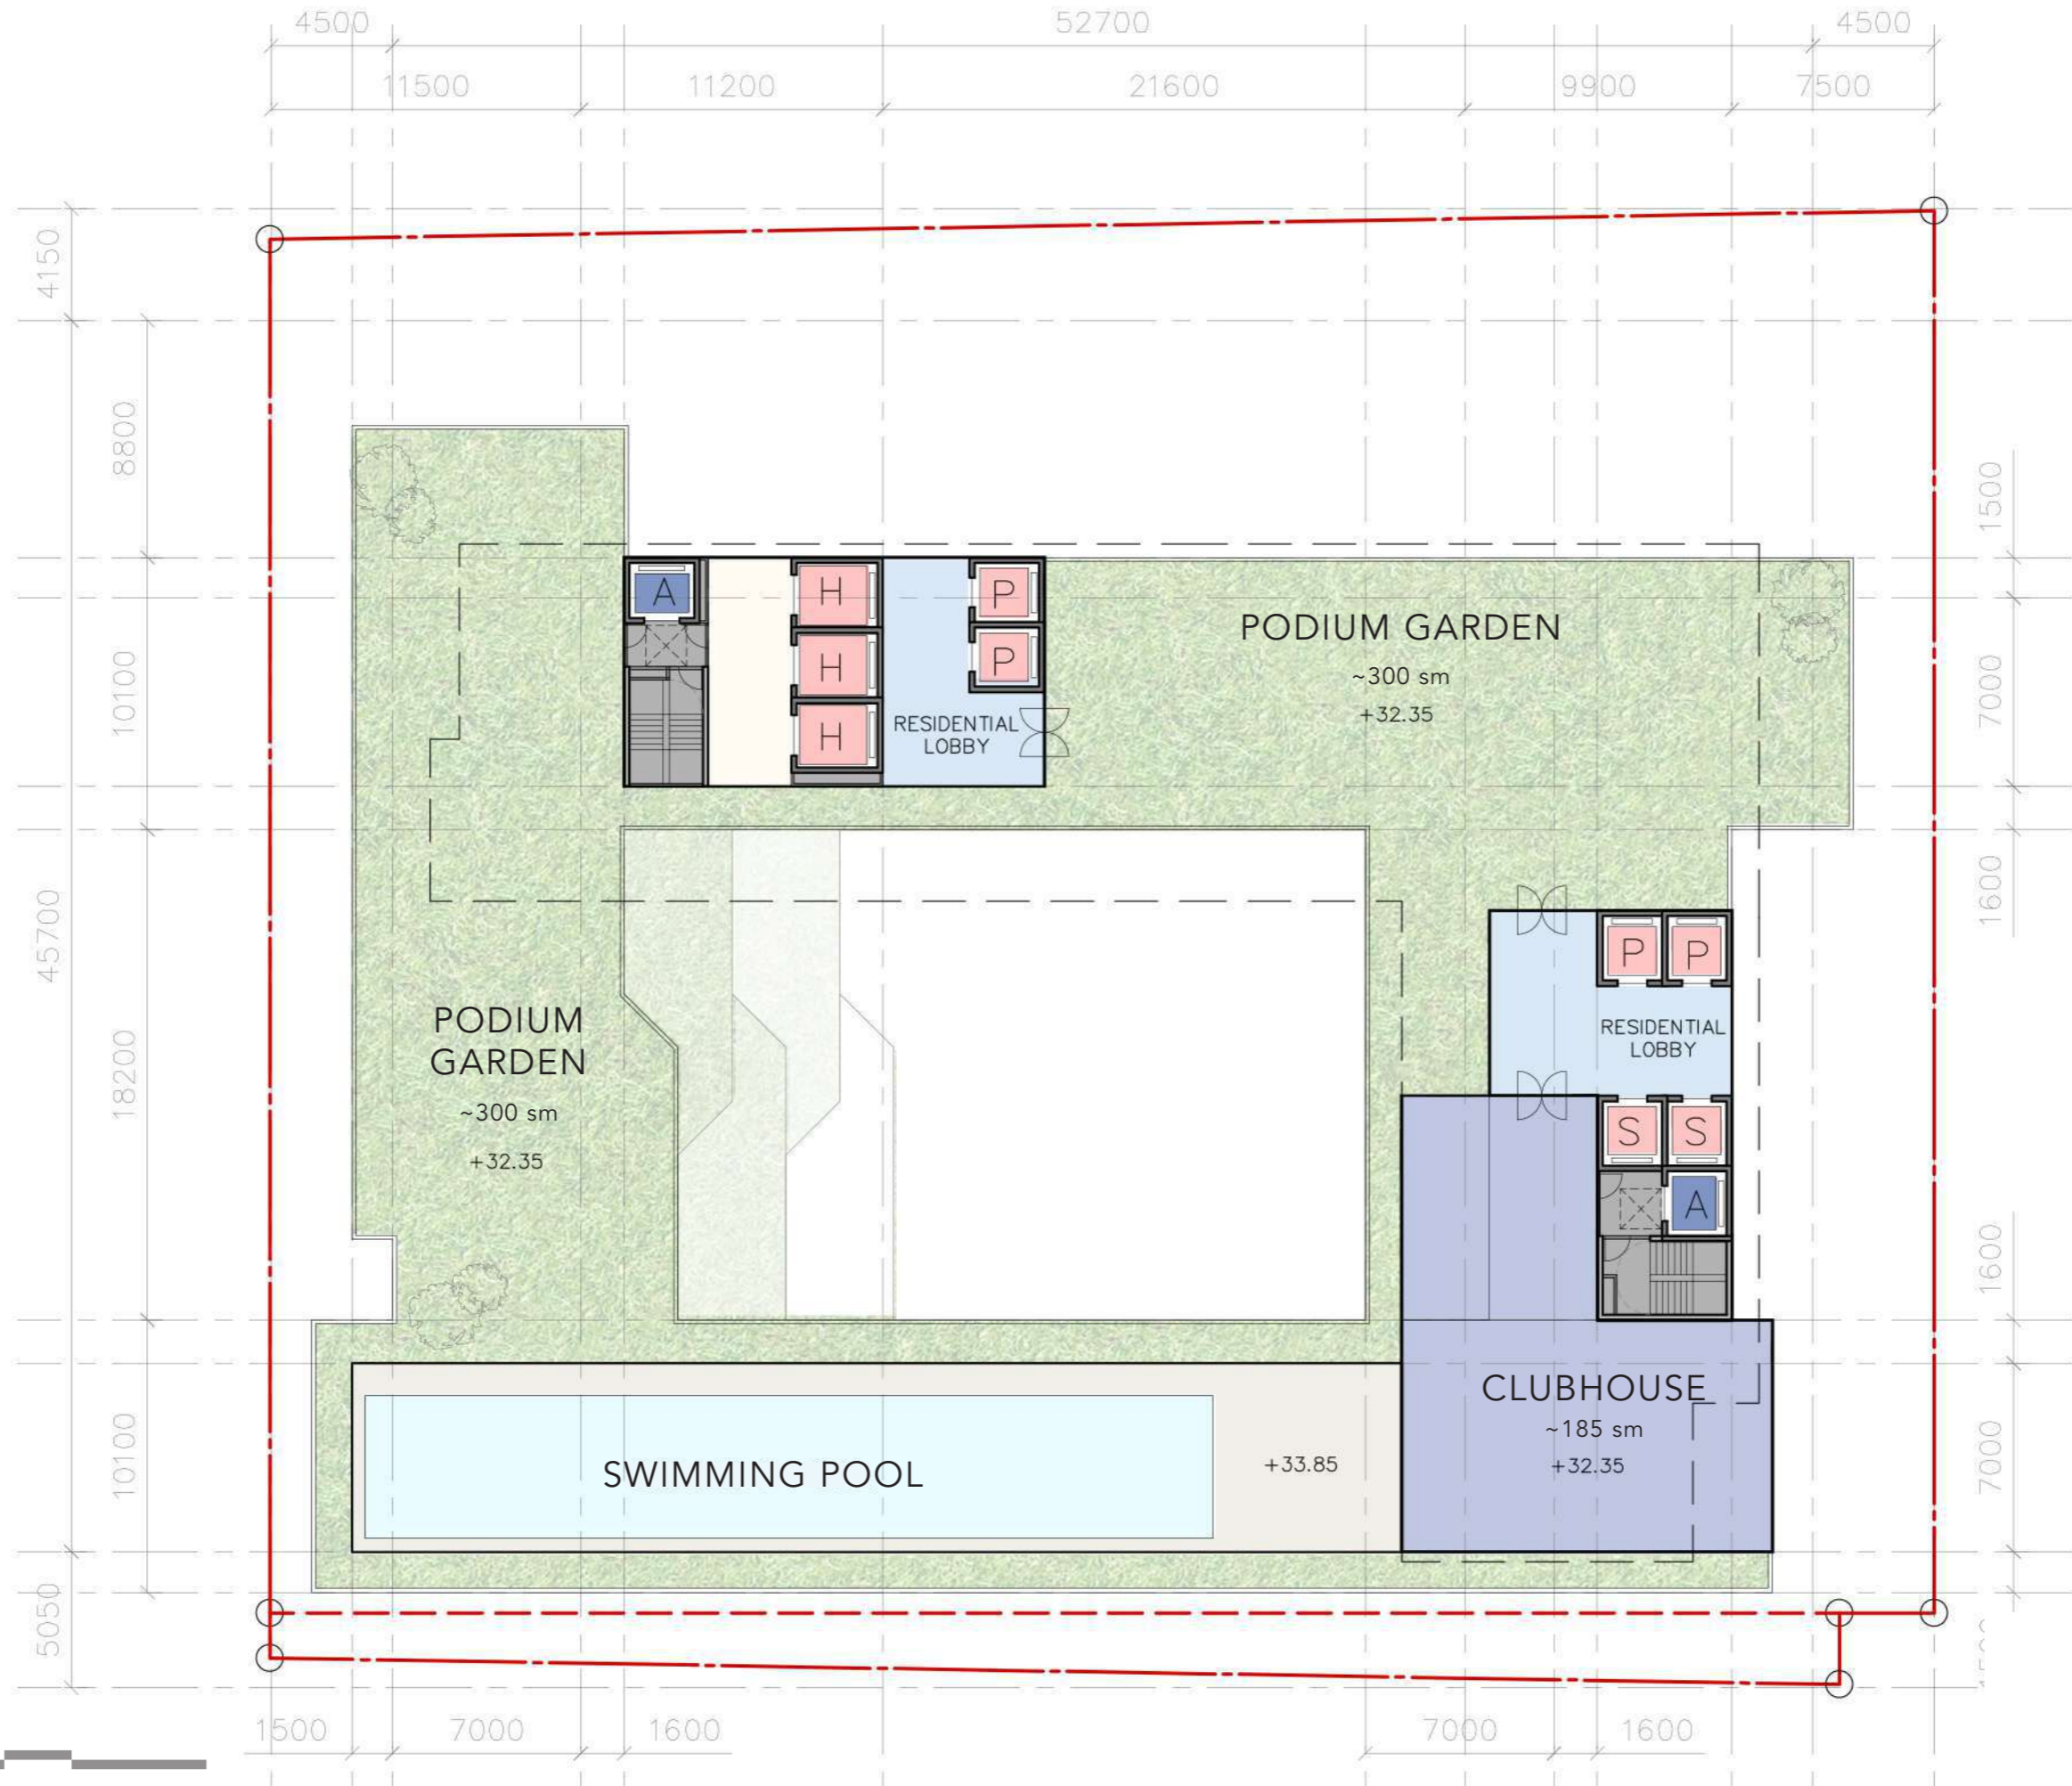 4500
52700
4500
11500
11200
21600
9900
7500
4150
8800
10100
45700
18200
10100
5050
1500
7000
1600
1600
7000
A
H
H
H
P
P
RESIDENTIAL
LOBBY
PODIUM GARDEN
~300 sm
+32.35
PODIUM
GARDEN
~300 sm
+32.35
P
P
RESIDENTIAL
LOBBY
S
S
A
CLUBHOUSE
~185 sm
+32.35
SWIMMING POOL
+33.85
1500
7000
1600
7000
1600